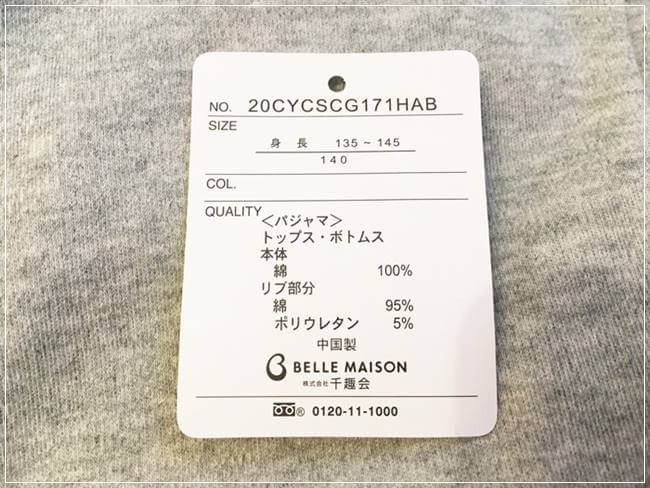 NO. 20CYCSCG171HAB
SIZE
身 長 135 ~ 145
140
COL.
QUALITY
＜パジャマ＞
トップス・ボトムス
本体
綿 100%
リブ部分
綿 95%
ポリウレタン 5%
中国製
BELLE MAISON
株式会社 千趣会
® 0120-11-1000